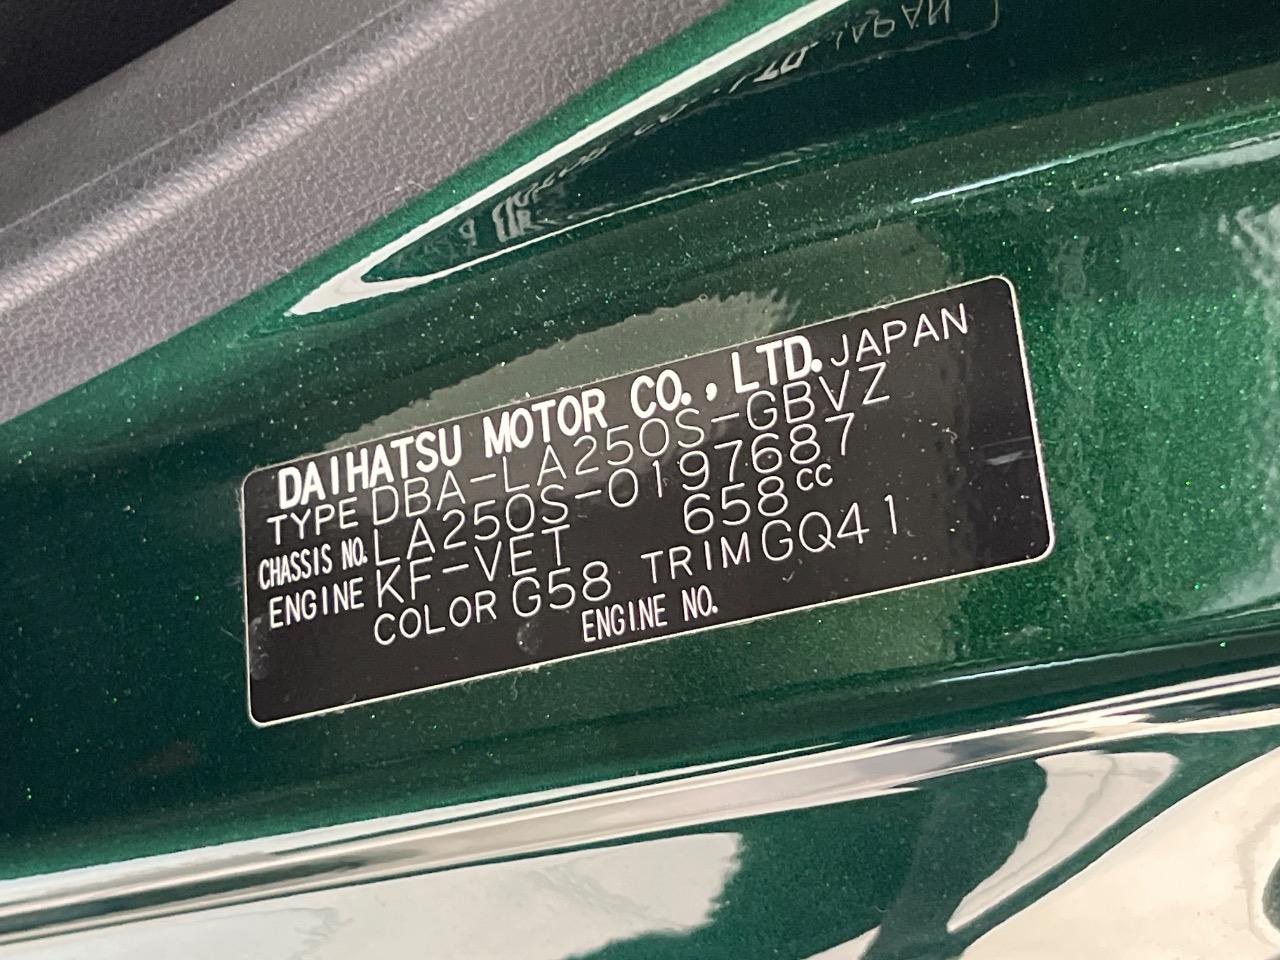 DAIHATSU MOTOR CO., LTD. JAPAN
TYPE DBA-LA250S-GBVZ
CHASSIS NO. LA250S-0197687
ENGINE KF-VET 658cc
COLOR G58 TRIM GQ41
ENGINE NO.